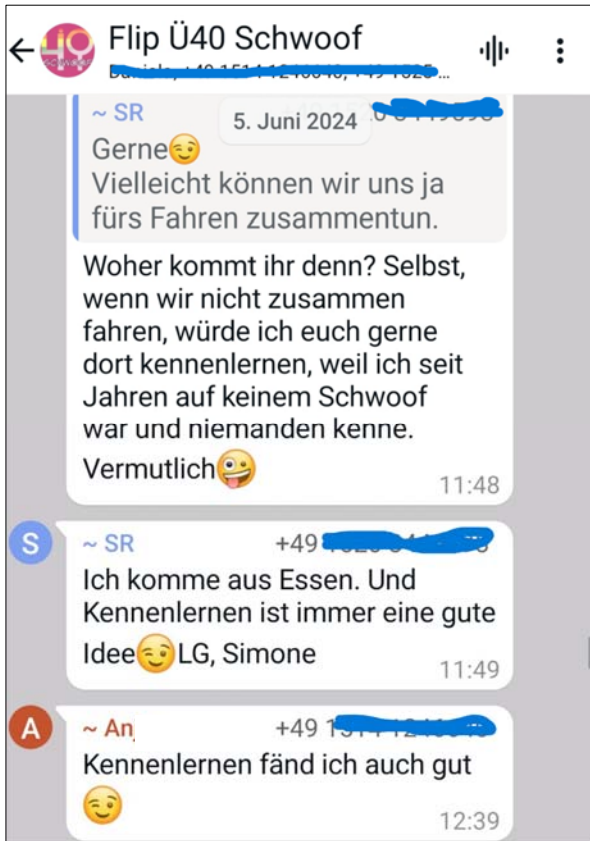 Flip Ü40 Schwoof
~ SR
5. Juni 2024
Gerne😉
Vielleicht können wir uns ja
fürs Fahren zusammentun.
Woher kommt ihr denn? Selbst,
wenn wir nicht zusammen
fahren, würde ich euch gerne
dort kennenlernen, weil ich seit
Jahren auf keinem Schwoof
war und niemanden kenne.
Vermutlich🤪
11:48
S
~ SR +49
Ich komme aus Essen. Und
Kennenlernen ist immer eine gute
Idee😉LG, Simone
11:49
A
~ An +49
Kennenlernen fänd ich auch gut
😉
12:39